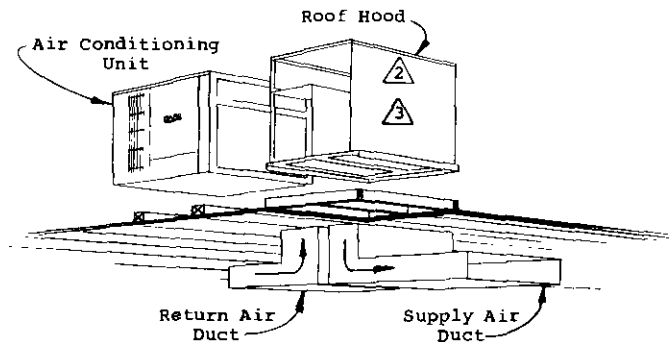 Roof Hood
Air Conditioning
Unit
2
3
Return Air
Duct
Supply Air
Duct